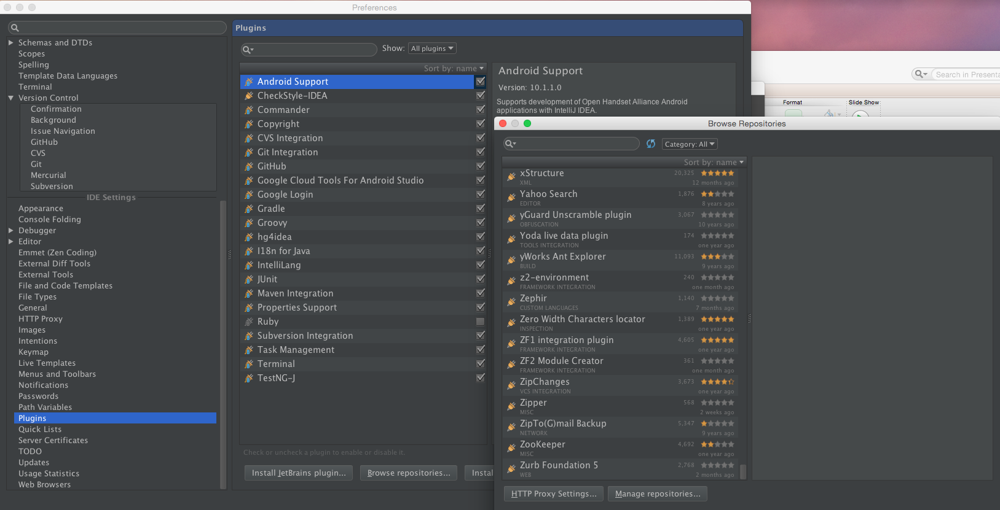 Preferences
Schemas and DTDs
Scopes
Spelling
Template Data Languages
Terminal
Version Control
Confirmation
Background
Issue Navigation
GitHub
CVS
Git
Mercurial
Subversion
IDE Settings
Appearance
Console Folding
Debugger
Editor
Emmet (Zen Coding)
External Diff Tools
External Tools
File and Code Templates
File Types
General
HTTP Proxy
Images
Intentions
Keymap
Live Templates
Menus and Toolbars
Notifications
Passwords
Path Variables
Plugins
Quick Lists
Server Certificates
TODO
Updates
Usage Statistics
Web Browsers
Plugins
Show: All plugins
Sort by: name
Android Support
CheckStyle-IDEA
Commander
Copyright
CVS Integration
Git Integration
GitHub
Google Cloud Tools For Android Studio
Google Login
Gradle
Groovy
hg4idea
I18n for Java
IntelliLang
JUnit
Maven Integration
Properties Support
Ruby
Subversion Integration
Task Management
Terminal
TestNG-J
Check or uncheck a plugin to enable or disable it.
Install JetBrains plugin... Browse repositories... Instal
Android Support
Version: 10.1.1.0
Supports development of Open Handset Alliance Android
applications with IntelliJ IDEA.
Search in Presenta
Format Slide Show
Browse Repositories
Category: All
Sort by: name
xStructure 20,325
XML 12 months ago
Yahoo Search 1,876
EDITOR 8 years ago
yGuard Unscramble plugin 3,067
OBFUSCATION 10 years ago
Yoda live data plugin 174
TOOLS INTEGRATION one year ago
yWorks Ant Explorer 11,093
BUILD 9 years ago
z2-environment 240
FRAMEWORK INTEGRATION one month ago
Zephir 1,140
CUSTOM LANGUAGES 7 months ago
Zero Width Characters locator 1,389
INSPECTION one year ago
ZF1 integration plugin 4,605
FRAMEWORK INTEGRATION one year ago
ZF2 Module Creator 361
FRAMEWORK INTEGRATION one month ago
ZipChanges 3,673
VCS INTEGRATION one year ago
Zipper 568
MISC 2 weeks ago
ZipTo(G)mail Backup 5,347
NETWORK 9 years ago
ZooKeeper 4,692
MISC one year ago
Zurb Foundation 5 2,768
WEB 2 months ago
HTTP Proxy Settings... Manage repositories...